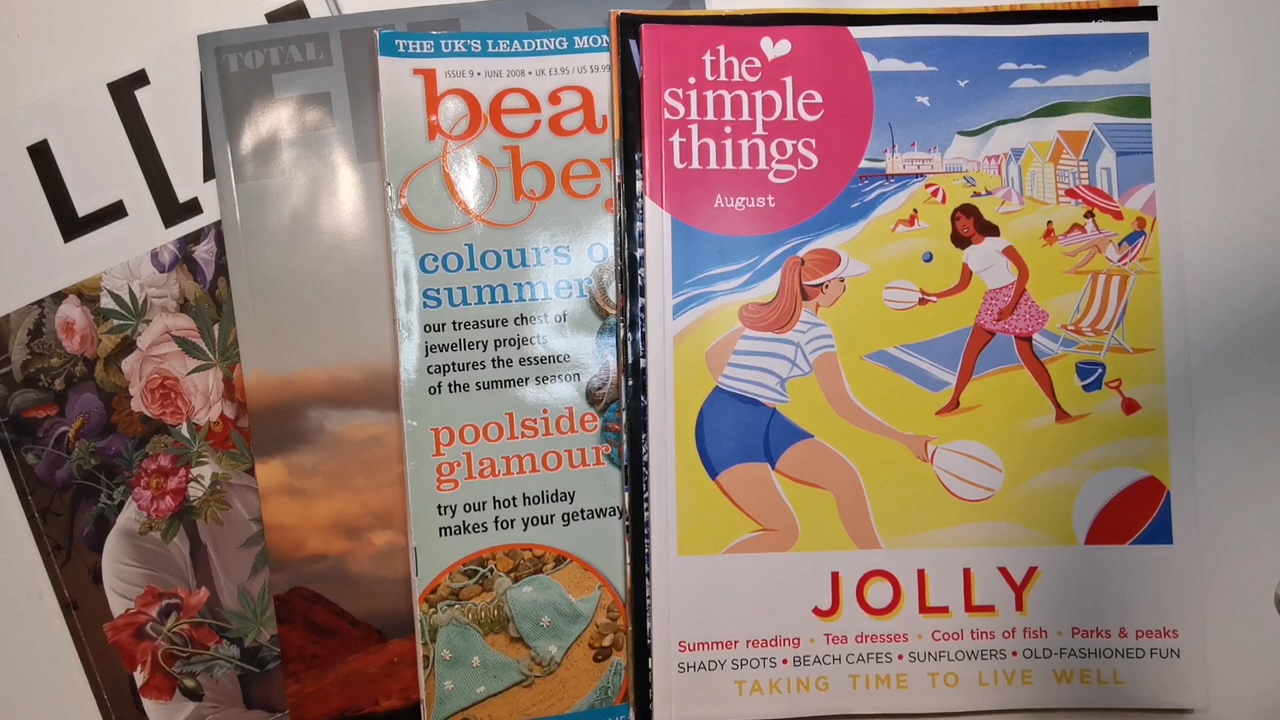 L[
TOTAL
THE UK'S LEADING MON
ISSUE 9 • JUNE 2008 • UK £3.95 / US $9.99
bea
& bey
colours o
summer
our treasure chest of
jewellery projects
captures the essence
of the summer season
poolside
glamour
try our hot holiday
makes for your getaway
the
simple
things
August
JOLLY
Summer reading • Tea dresses • Cool tins of fish • Parks & peaks
SHADY SPOTS • BEACH CAFES • SUNFLOWERS • OLD-FASHIONED FUN
TAKING TIME TO LIVE WELL